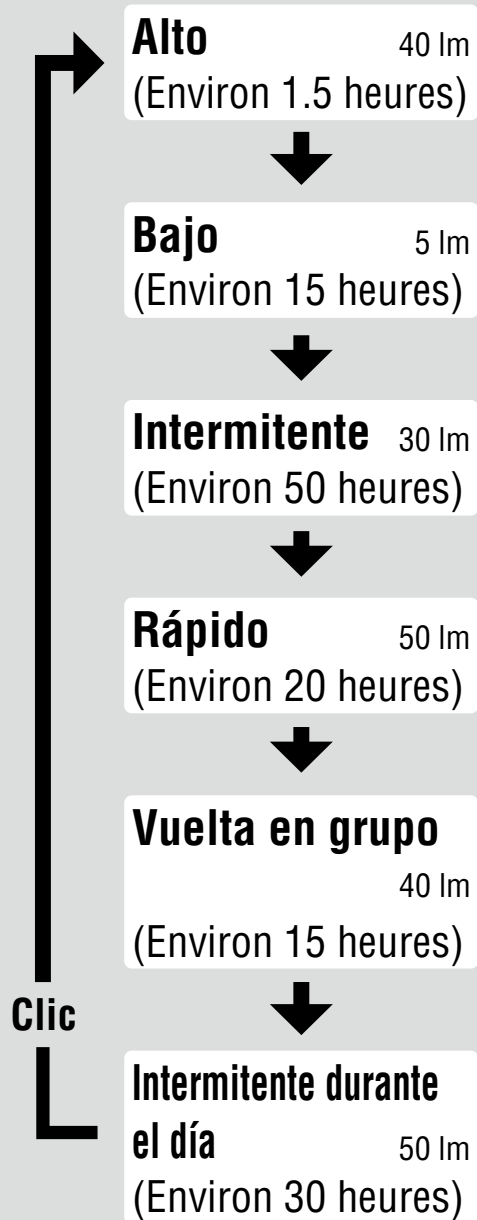 Alto 40 lm
(Environ 1.5 heures)
Bajo 5 lm
(Environ 15 heures)
Intermitente 30 lm
(Environ 50 heures)
Rápido 50 lm
(Environ 20 heures)
Vuelta en grupo
40 lm
(Environ 15 heures)
Clic
Intermitente durante
el día 50 lm
(Environ 30 heures)